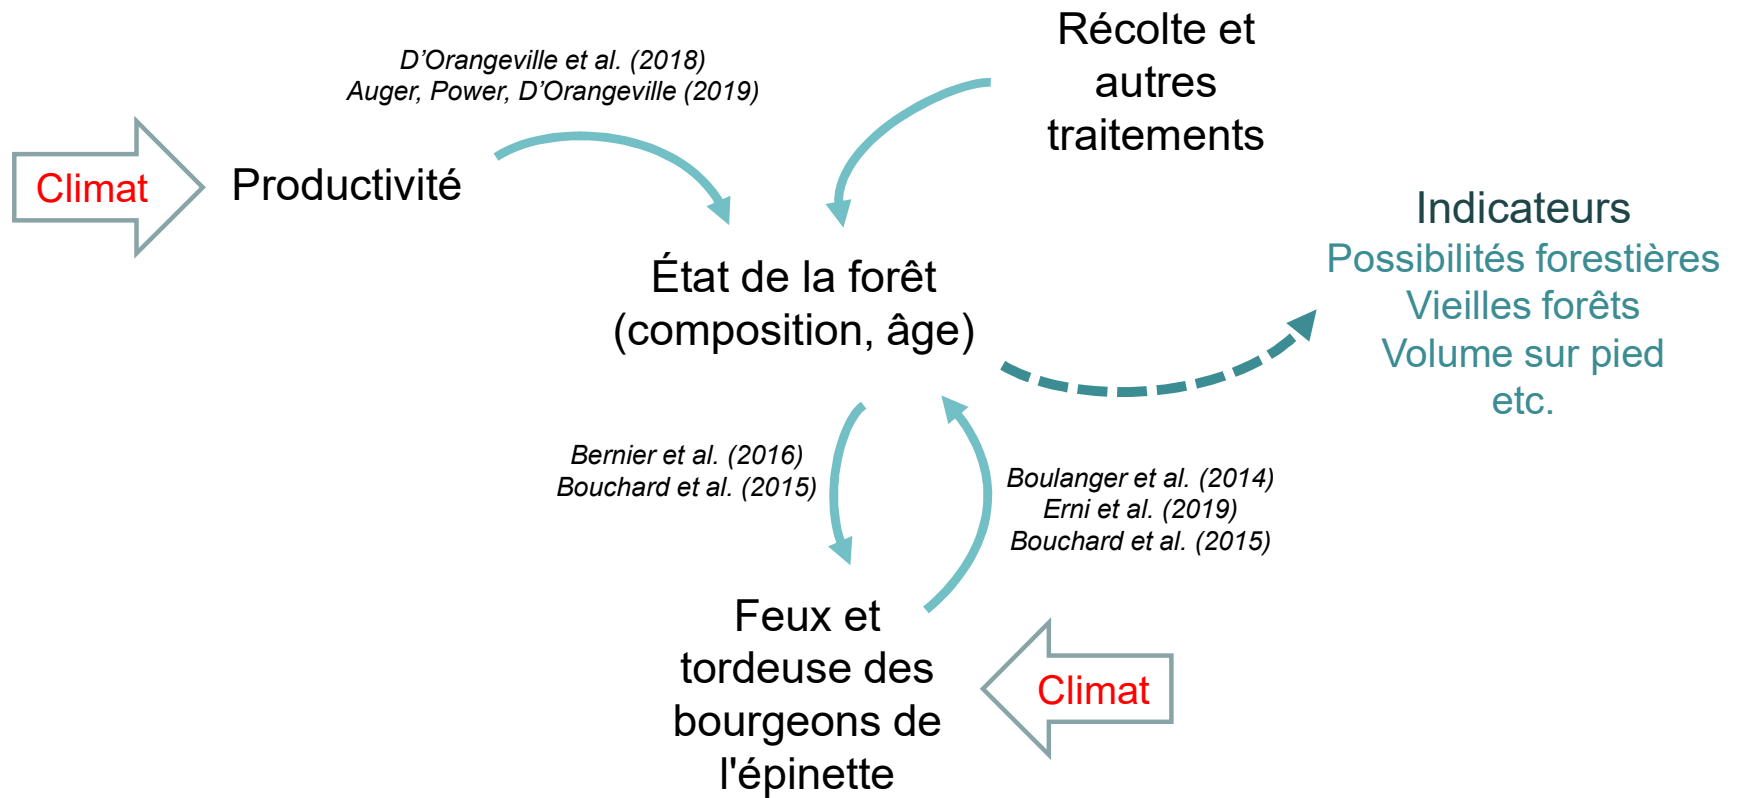 D’Orangeville et al. (2018)
Auger, Power, D’Orangeville (2019)
Récolte et
autres
traitements
Climat
Productivité
Indicateurs
Possibilités forestières
Vieilles forêts
Volume sur pied
etc.
État de la forêt
(composition, âge)
Bernier et al. (2016)
Bouchard et al. (2015)
Boulanger et al. (2014)
Erni et al. (2019)
Bouchard et al. (2015)
Feux et
tordeuse des
bourgeons de
l'épinette
Climat